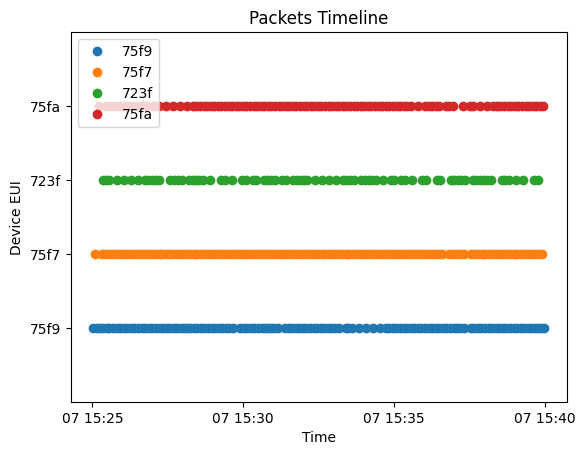 Packets Timeline
75f9
75f7
723f
75fa
75fa
723f
75f7
75f9
Device EUI
07 15:25
07 15:30
07 15:35
07 15:40
Time